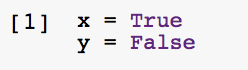 [1] x = True
y = False